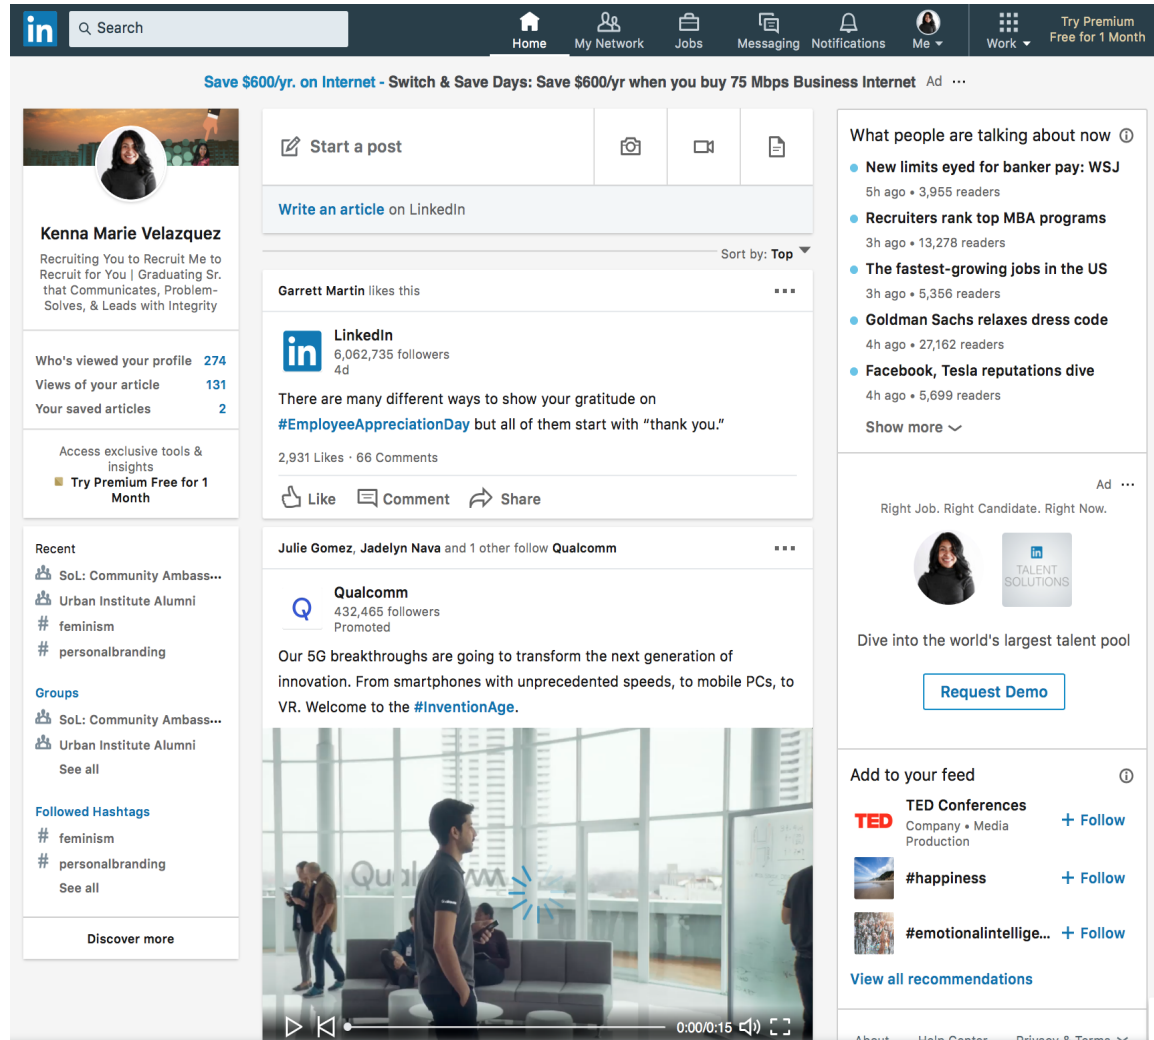 in
Search
Home
My Network
Jobs
Messaging
Notifications
Me
Work
Try Premium
Free for 1 Month
Save $600/yr. on Internet - Switch & Save Days: Save $600/yr when you buy 75 Mbps Business Internet Ad
Kenna Marie Velazquez
Recruiting You to Recruit Me to
Recruit for You | Graduating Sr.
that Communicates, Problem-
Solves, & Leads with Integrity
Who's viewed your profile 274
Views of your article 131
Your saved articles 2
Access exclusive tools &
insights
Try Premium Free for 1
Month
Recent
SoL: Community Ambass...
Urban Institute Alumni
# feminism
# personalbranding
Groups
SoL: Community Ambass...
Urban Institute Alumni
See all
Followed Hashtags
# feminism
# personalbranding
See all
Discover more
Start a post
Write an article on LinkedIn
Sort by: Top
Garrett Martin likes this
in
LinkedIn
6,062,735 followers
4d
There are many different ways to show your gratitude on
#EmployeeAppreciationDay but all of them start with “thank you.”
2,931 Likes · 66 Comments
Like
Comment
Share
Julie Gomez, Jadelyn Nava and 1 other follow Qualcomm
Q
Qualcomm
432,465 followers
Promoted
Our 5G breakthroughs are going to transform the next generation of
innovation. From smartphones with unprecedented speeds, to mobile PCs, to
VR. Welcome to the #InventionAge.
0:00/0:15
What people are talking about now
New limits eyed for banker pay: WSJ
5h ago • 3,955 readers
Recruiters rank top MBA programs
3h ago • 13,278 readers
The fastest-growing jobs in the US
3h ago • 5,356 readers
Goldman Sachs relaxes dress code
4h ago • 27,162 readers
Facebook, Tesla reputations dive
4h ago • 5,699 readers
Show more
Ad
Right Job. Right Candidate. Right Now.
in
TALENT
SOLUTIONS
Dive into the world's largest talent pool
Request Demo
Add to your feed
TED
TED Conferences
Company • Media
Production
+ Follow
#happiness
+ Follow
#emotionalintellige...
+ Follow
View all recommendations
About Help Center Privacy & Terms